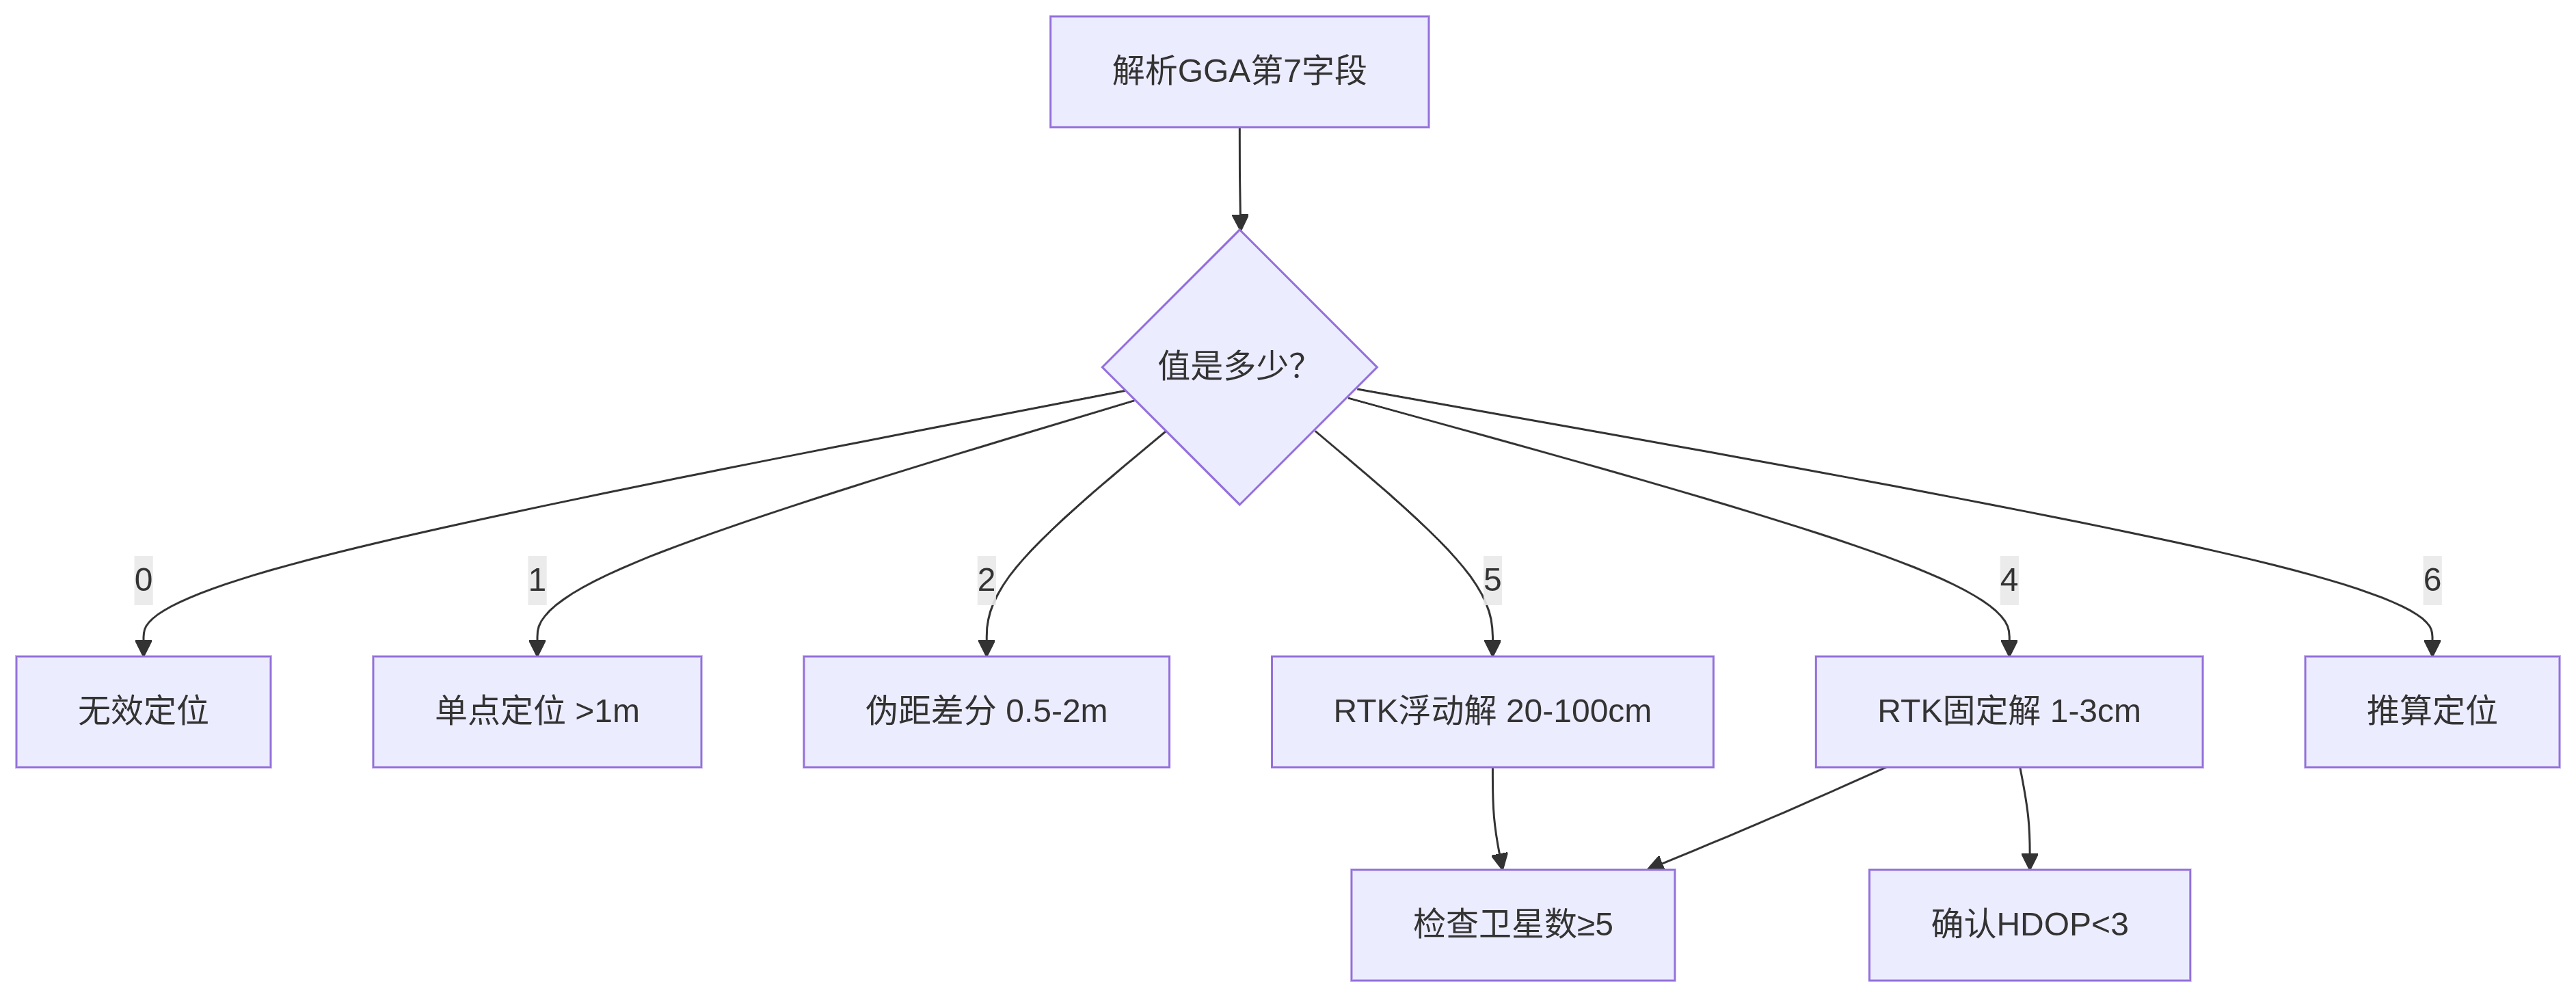 解析GGA第7字段
值是多少?
0
1
2
5
4
6
无效定位
单点定位 >1m
伪距差分 0.5-2m
RTK浮动解 20-100cm
RTK固定解 1-3cm
推算定位
检查卫星数≥5
确认HDOP<3